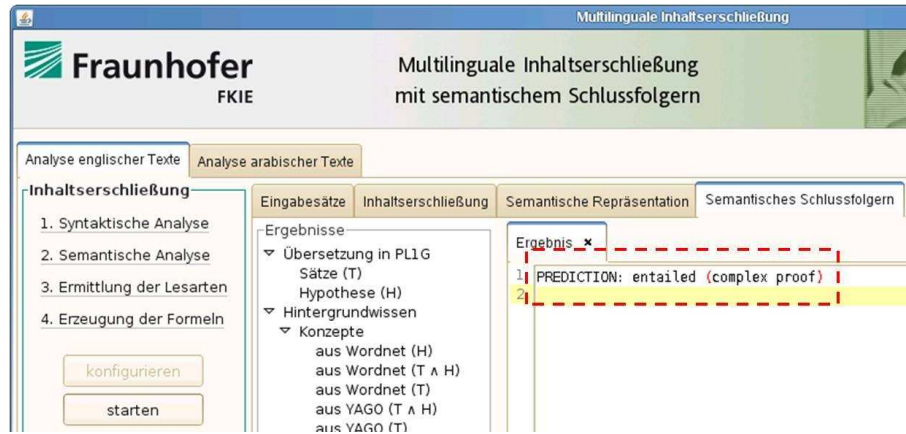 Multilinguale Inhaltserschließung
Fraunhofer
FKIE
Multilinguale Inhaltserschließung
mit semantischem Schlussfolgern
Analyse englischer Texte
Analyse arabischer Texte
Inhaltserschließung
1. Syntaktische Analyse
2. Semantische Analyse
3. Ermittlung der Lesarten
4. Erzeugung der Formeln
konfigurieren
starten
Eingabesätze
Inhaltserschließung
Semantische Repräsentation
Semantisches Schlussfolgern
Ergebnisse
Übersetzung in PL1G
Sätze (T)
Hypothese (H)
Hintergrundwissen
Konzepte
aus Wordnet (H)
aus Wordnet (T ∧ H)
aus Wordnet (T)
aus YAGO (T ∧ H)
aus YAGO (T)
Ergebnis ×
1 PREDICTION: entailed (complex proof)
2